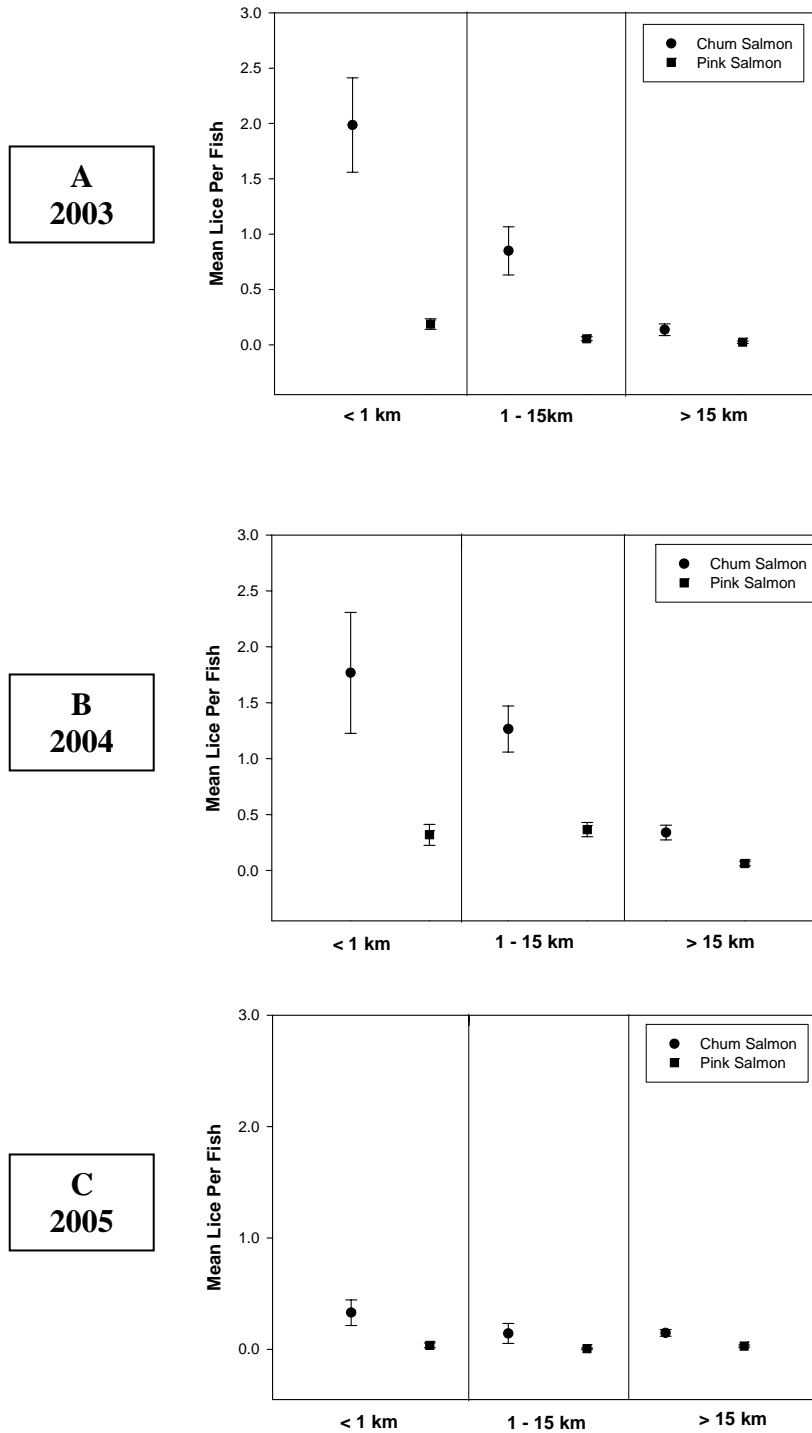 A
2003
Mean Lice Per Fish
3.0
2.5
2.0
1.5
1.0
0.5
0.0
Chum Salmon
Pink Salmon
< 1 km
1 - 15km
> 15 km
B
2004
Mean Lice Per Fish
3.0
2.5
2.0
1.5
1.0
0.5
0.0
Chum Salmon
Pink Salmon
< 1 km
1 - 15 km
> 15 km
C
2005
Mean Lice Per Fish
3.0
2.0
1.0
0.0
Chum Salmon
Pink Salmon
< 1 km
1 - 15 km
> 15 km